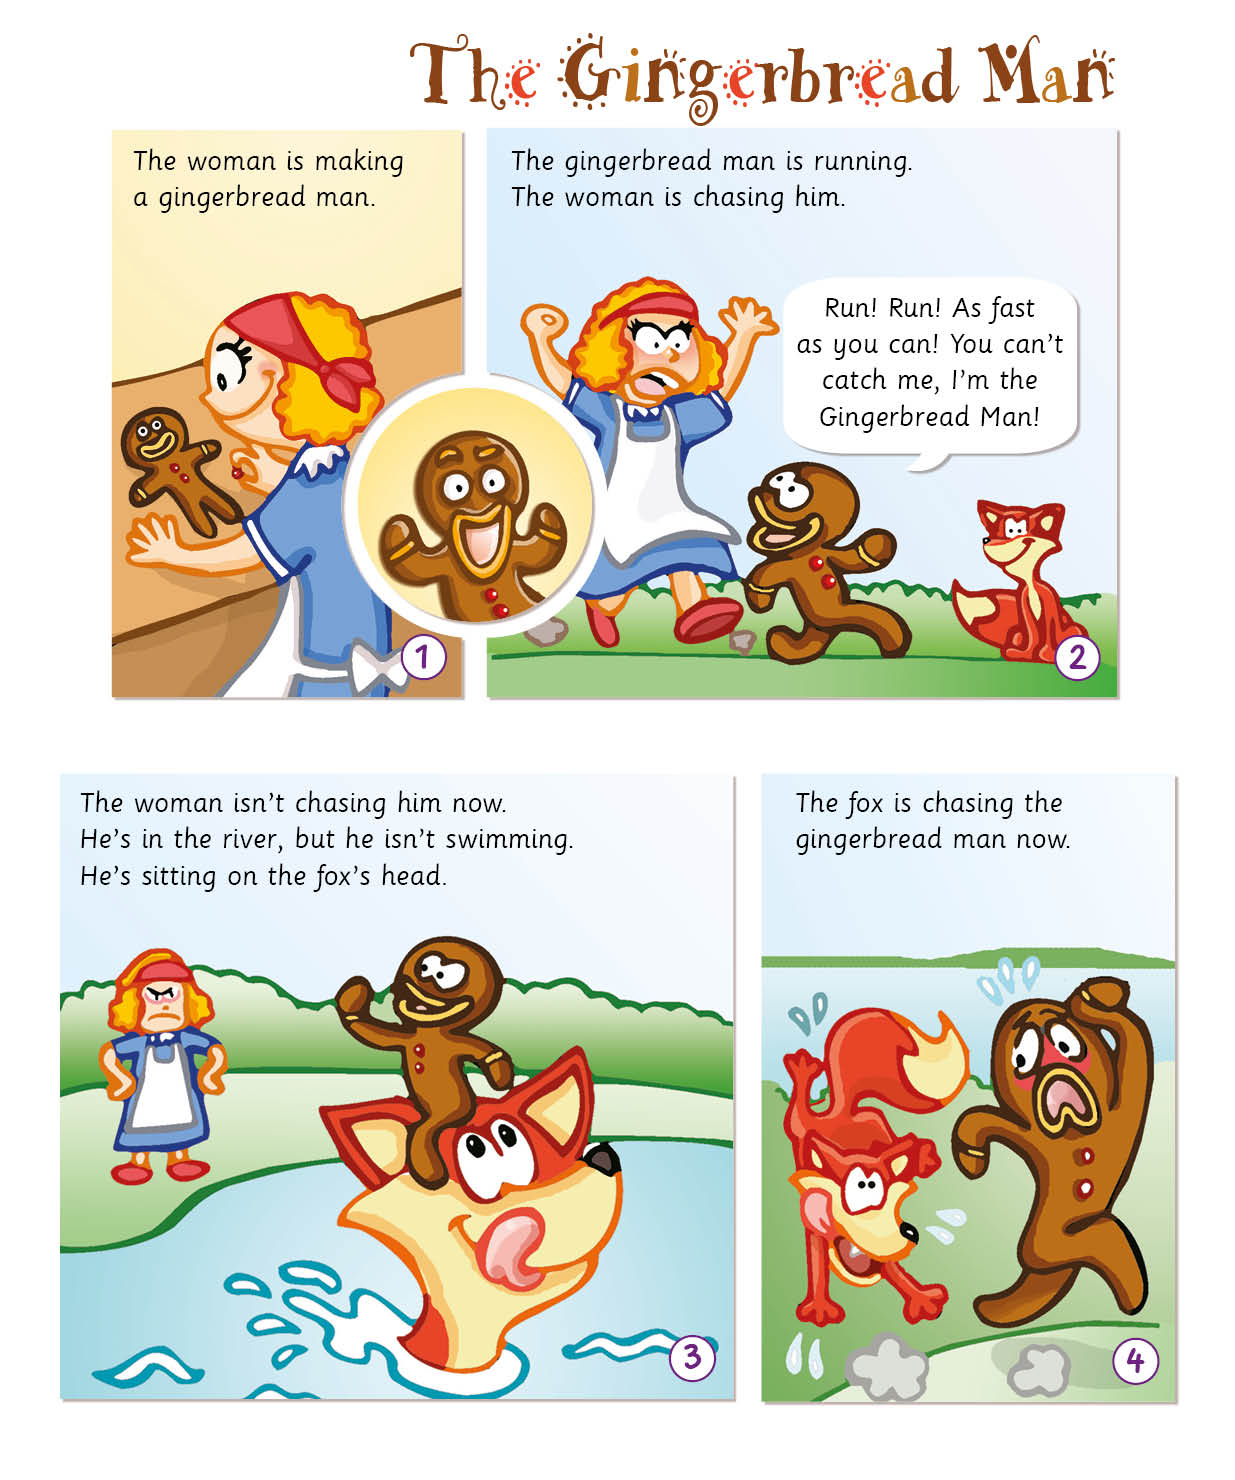 The Gingerbread Man
The woman is making
a gingerbread man.
1
The gingerbread man is running.
The woman is chasing him.
Run! Run! As fast
as you can! You can't
catch me, I'm the
Gingerbread Man!
2
The woman isn't chasing him now.
He's in the river, but he isn't swimming.
He's sitting on the fox's head.
3
The fox is chasing the
gingerbread man now.
4